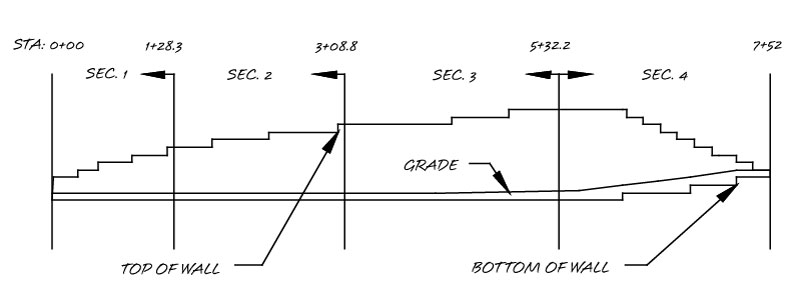 STA: 0+00 1+28.3 3+08.8 5+32.2 7+52
SEC. 1 SEC. 2 SEC. 3 SEC. 4
GRADE
TOP OF WALL BOTTOM OF WALL